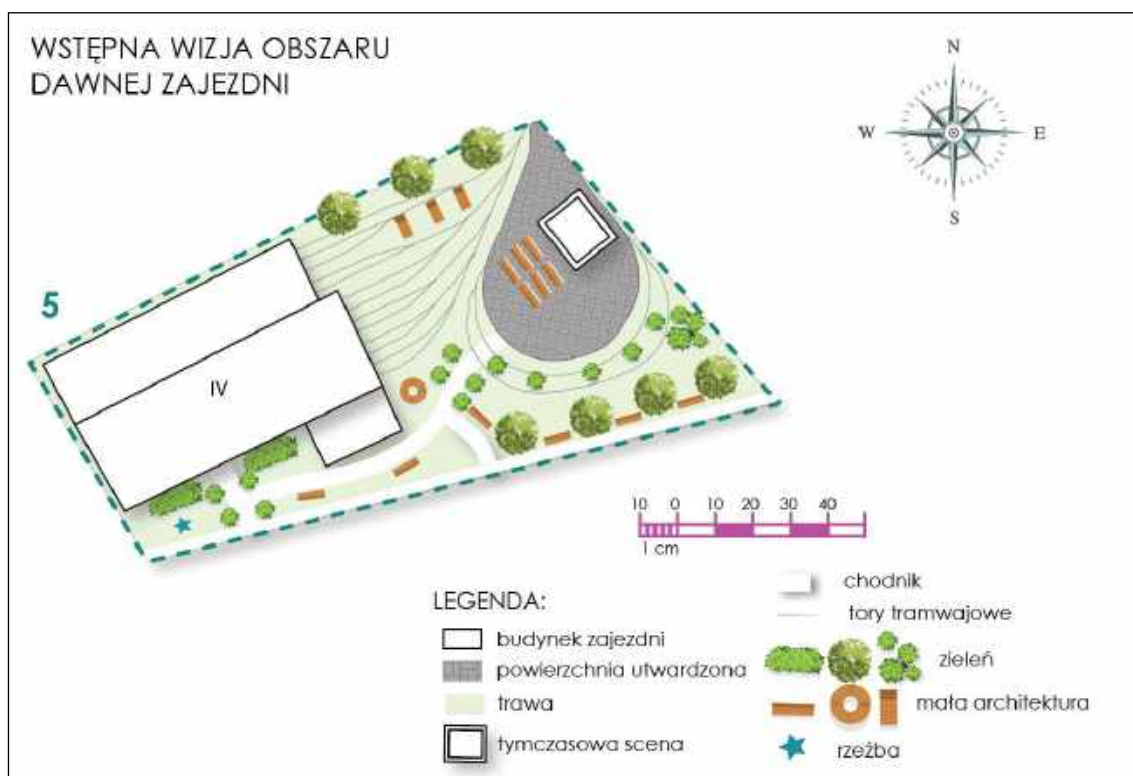 WSTĘPNA WIZJA OBSZARU
DAWNEJ ZAJEZDNI
N
W
E
S
5
IV
10 0 10 20 30 40
1 cm
LEGENDA:
budynek zajezdni
powierzchnia utwardzona
trawa
tymczasowa scena
chodnik
tory tramwajowe
zieleń
mała architektura
rzeźba